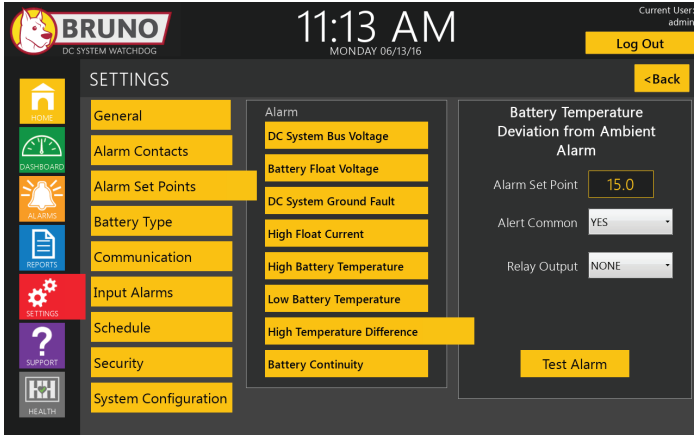 BRUNO
DC SYSTEM WATCHDOG
11:13 AM
MONDAY 06/13/16
Current User:
admin
Log Out
SETTINGS
<Back
HOME
DASHBOARD
ALARMS
REPORTS
SETTINGS
SUPPORT
HEALTH
General
Alarm Contacts
Alarm Set Points
Battery Type
Communication
Input Alarms
Schedule
Security
System Configuration
Alarm
DC System Bus Voltage
Battery Float Voltage
DC System Ground Fault
High Float Current
High Battery Temperature
Low Battery Temperature
High Temperature Difference
Battery Continuity
Battery Temperature
Deviation from Ambient
Alarm
Alarm Set Point 15.0
Alert Common YES
Relay Output NONE
Test Alarm